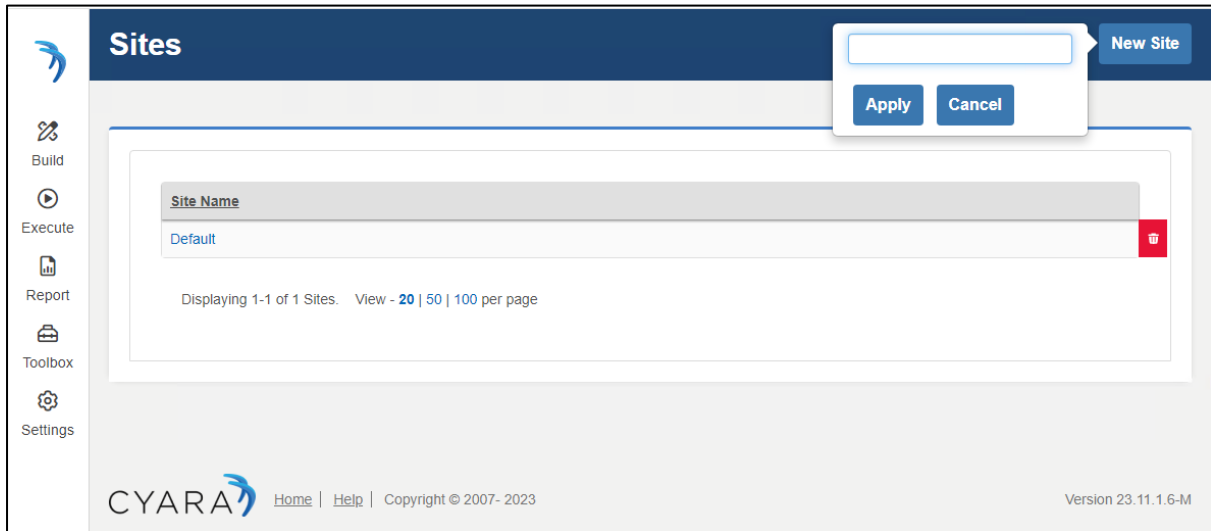 Sites
New Site
Apply Cancel
Build
Execute
Report
Toolbox
Settings
Site Name
Default
Displaying 1-1 of 1 Sites. View - 20 | 50 | 100 per page
CYARA Home | Help | Copyright © 2007- 2023
Version 23.11.1.6-M